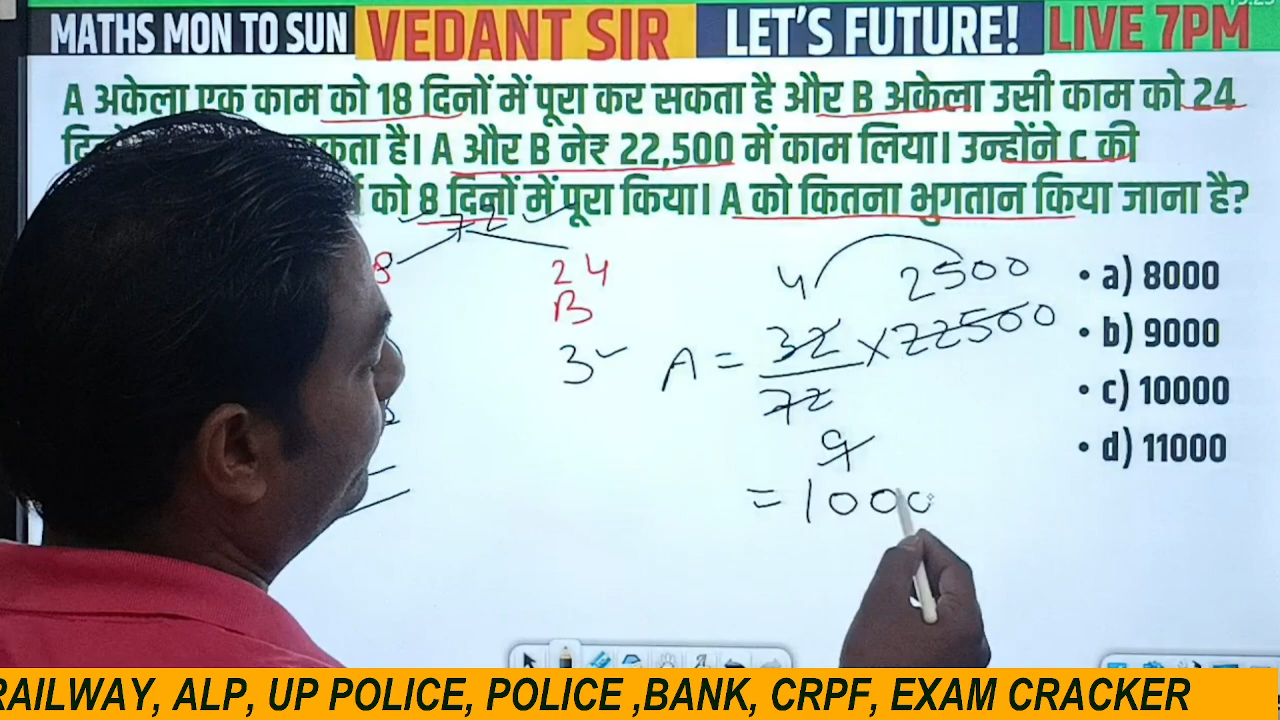 MATHS MON TO SUN VEDANT SIR LET'S FUTURE! LIVE 7PM
A अकेला एक काम को 18 दिनों में पूरा कर सकता है और B अकेला उसी काम को 24
सकता है। A और B ने₹ 22,500 में काम लिया। उन्होंने C की
को 8 दिनों में पूरा किया। A को कितना भुगतान किया जाना है?
72
8 24
B
3
4 2500
A = 32/72 × 22500
9
= 1000
• a) 8000
• b) 9000
• c) 10000
• d) 11000
RAILWAY, ALP, UP POLICE, POLICE ,BANK, CRPF, EXAM CRACKER